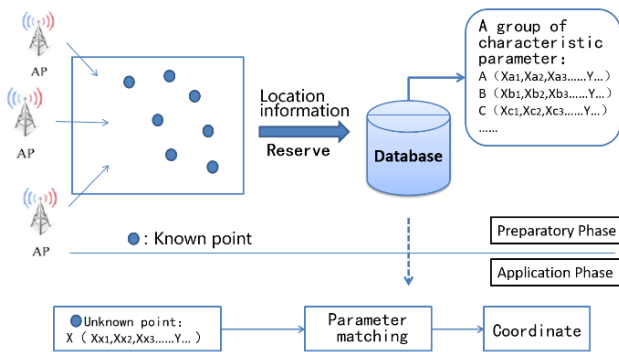 AP
AP
AP
Location
information
Reserve
Database
A group of
characteristic
parameter:
A (Xa1,Xa2,Xa3......Y...)
B (Xb1,Xb2,Xb3......Y...)
C (Xc1,Xc2,Xc3......Y...)
......
: Known point
Preparatory Phase
Application Phase
Unknown point:
X (Xx1,Xx2,Xx3.....Y...)
Parameter
matching
Coordinate